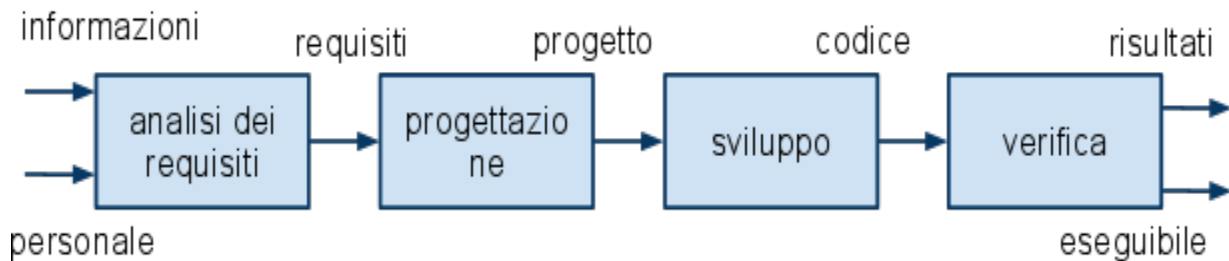 informazioni
requisiti
progetto
codice
risultati
analisi dei
requisiti
progettazio
ne
sviluppo
verifica
personale
eseguibile